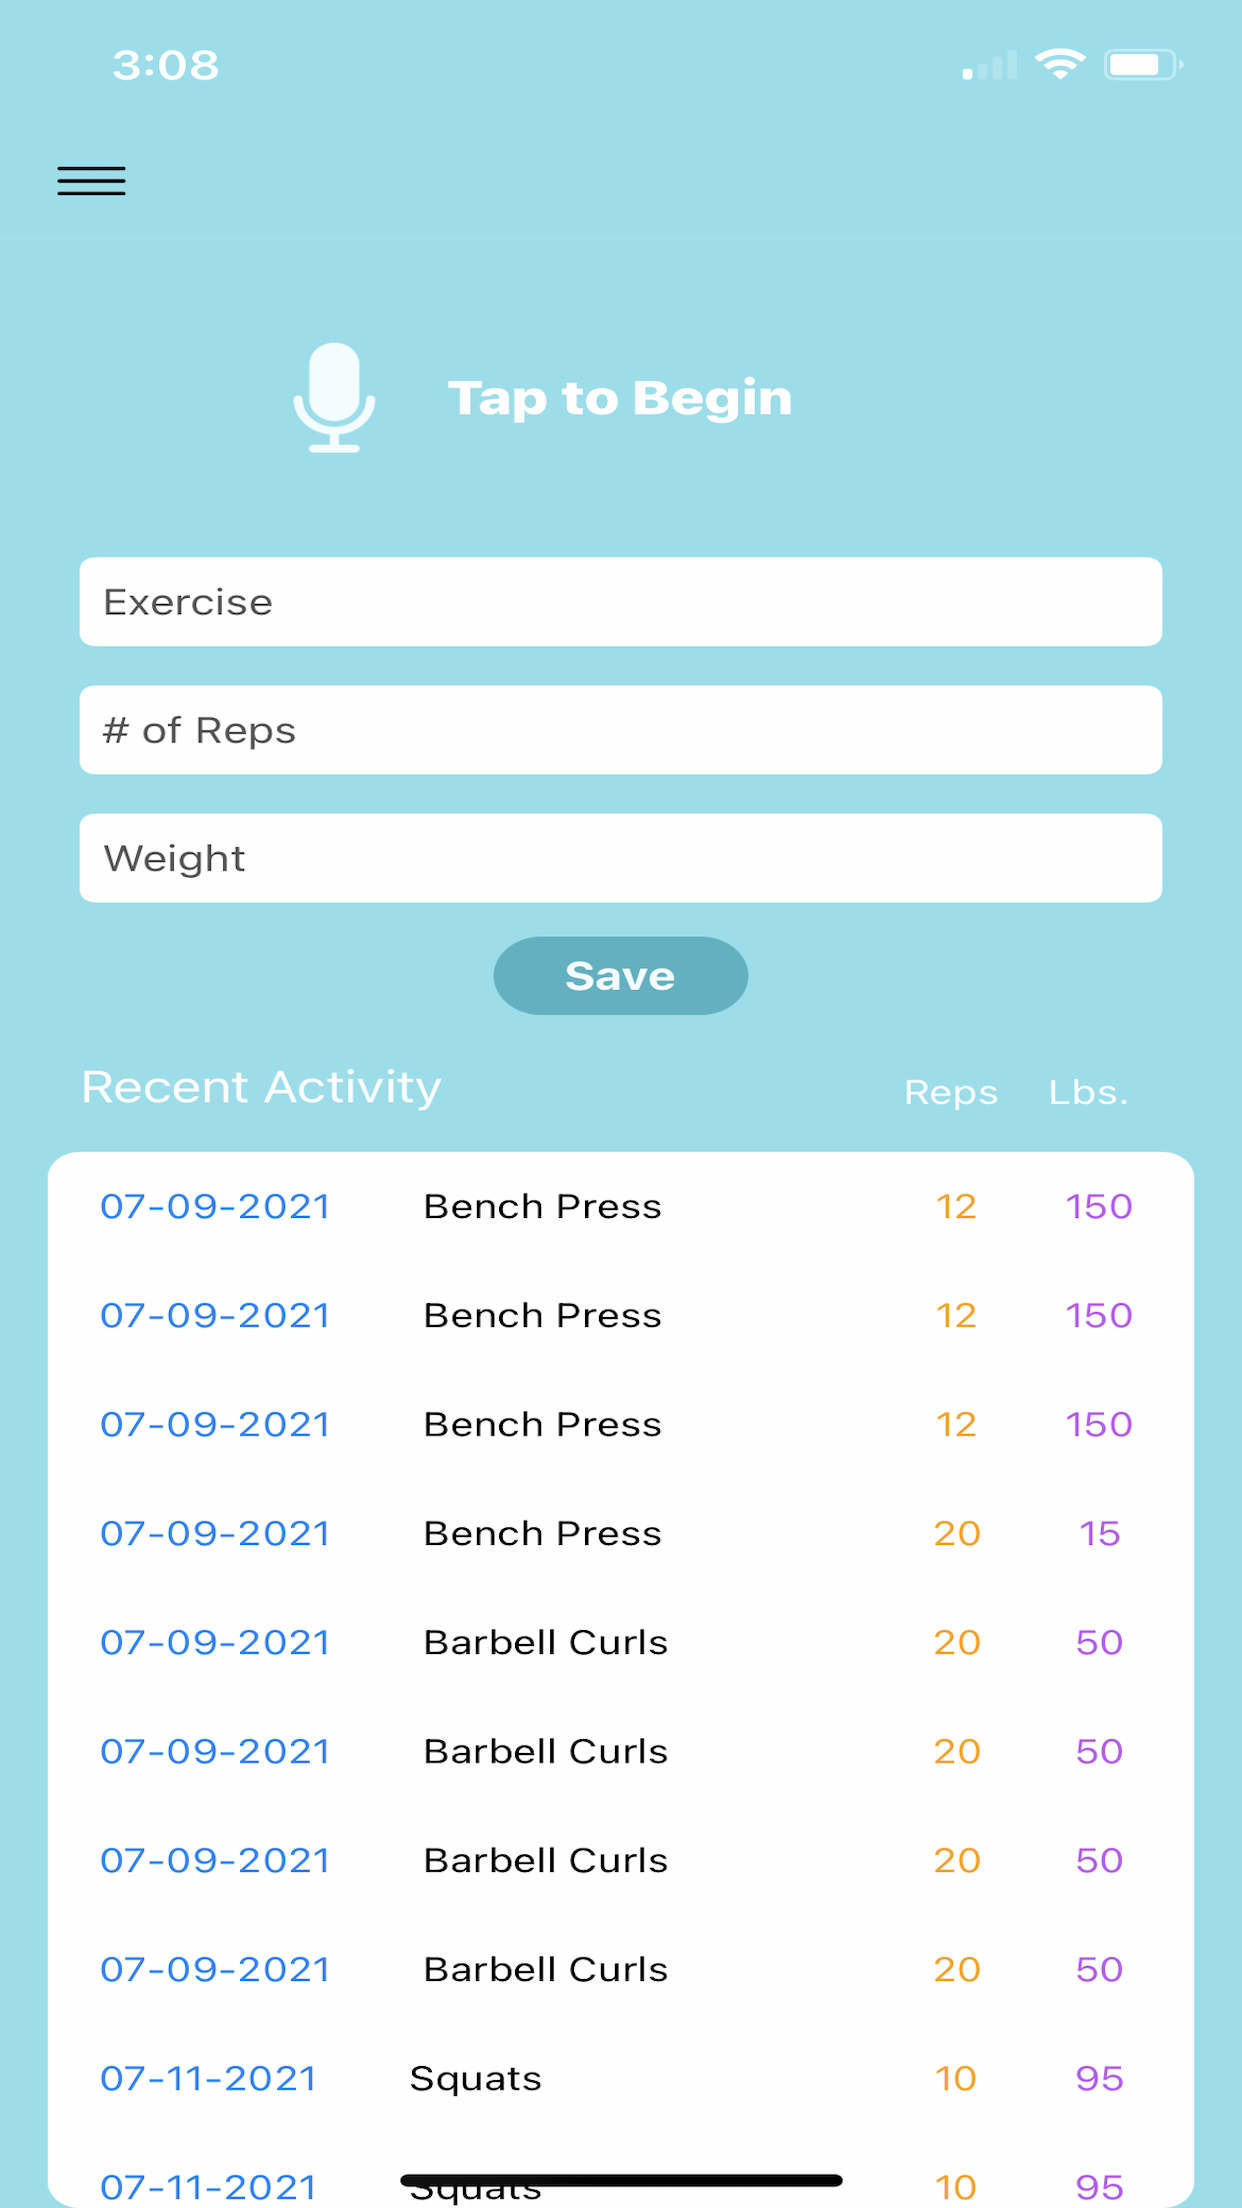 3:08
Tap to Begin
Exercise
# of Reps
Weight
Save
Recent Activity Reps Lbs.
07-09-2021 Bench Press 12 150
07-09-2021 Bench Press 12 150
07-09-2021 Bench Press 12 150
07-09-2021 Bench Press 20 15
07-09-2021 Barbell Curls 20 50
07-09-2021 Barbell Curls 20 50
07-09-2021 Barbell Curls 20 50
07-09-2021 Barbell Curls 20 50
07-11-2021 Squats 10 95
07-11-2021 Squats 10 95